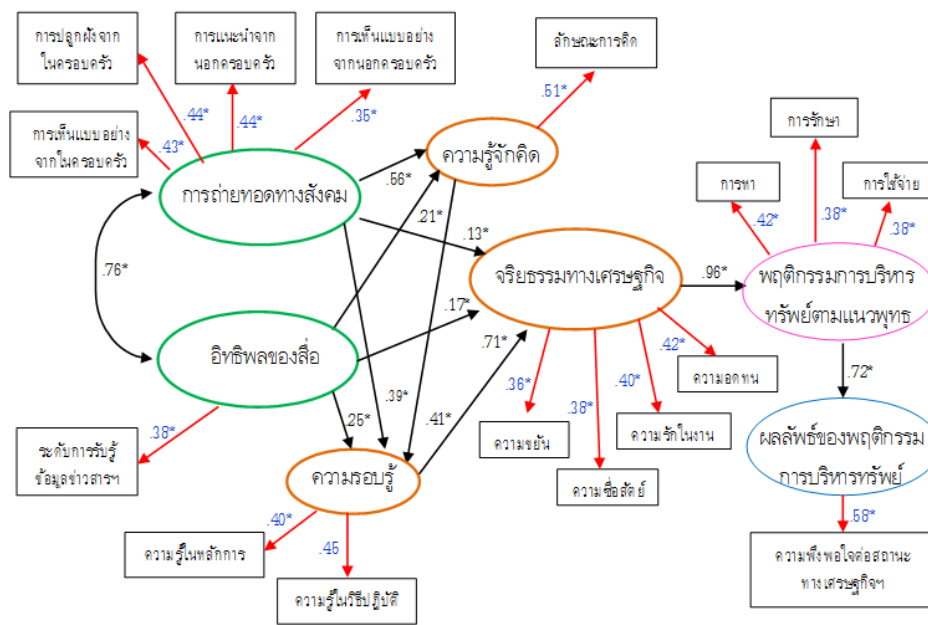 การปลูกฝังจาก
ในครอบครัว
การแนะนำจาก
นอกครอบครัว
การเห็นแบบอย่าง
จากนอกครอบครัว
ลักษณะการคิด
.44*
.44*
.35*
.51*
การเห็นแบบอย่าง
จากในครอบครัว
.43*
การถ่ายทอดทางสังคม
ความรู้จักคิด
.56*
.21*
.13*
การรักษา
การหา
การใช้จ่าย
.42*
.38*
.38*
.76*
จริยธรรมทางเศรษฐกิจ
.96*
พฤติกรรมการบริหาร
ทรัพย์ตามแนวพุทธ
.17*
อิทธิพลของสื่อ
.71*
.72*
.36*
.38*
.40*
.42*
ความอดทน
.38*
.25*
.39*
.41*
ระดับการรับรู้
ข้อมูลข่าวสารฯ
ความขยัน
ความรักในงาน
ความซื่อสัตย์
ผลลัพธ์ของพฤติกรรม
การบริหารทรัพย์
ความรอบรู้
.40*
.45
.58*
ความรู้ในหลักการ
ความรู้ในวิธีปฏิบัติ
ความพึงพอใจต่อสถานะ
ทางเศรษฐกิจฯ